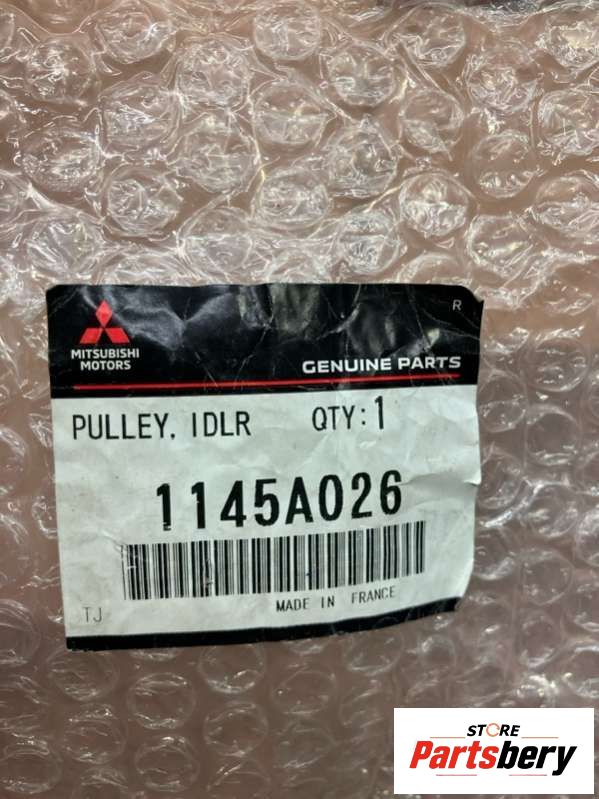 R
MITSUBISHI
MOTORS
GENUINE PARTS
PULLEY, IDLR QTY:1
1145A026
MADE IN FRANCE
TJ
STORE
Partsbery